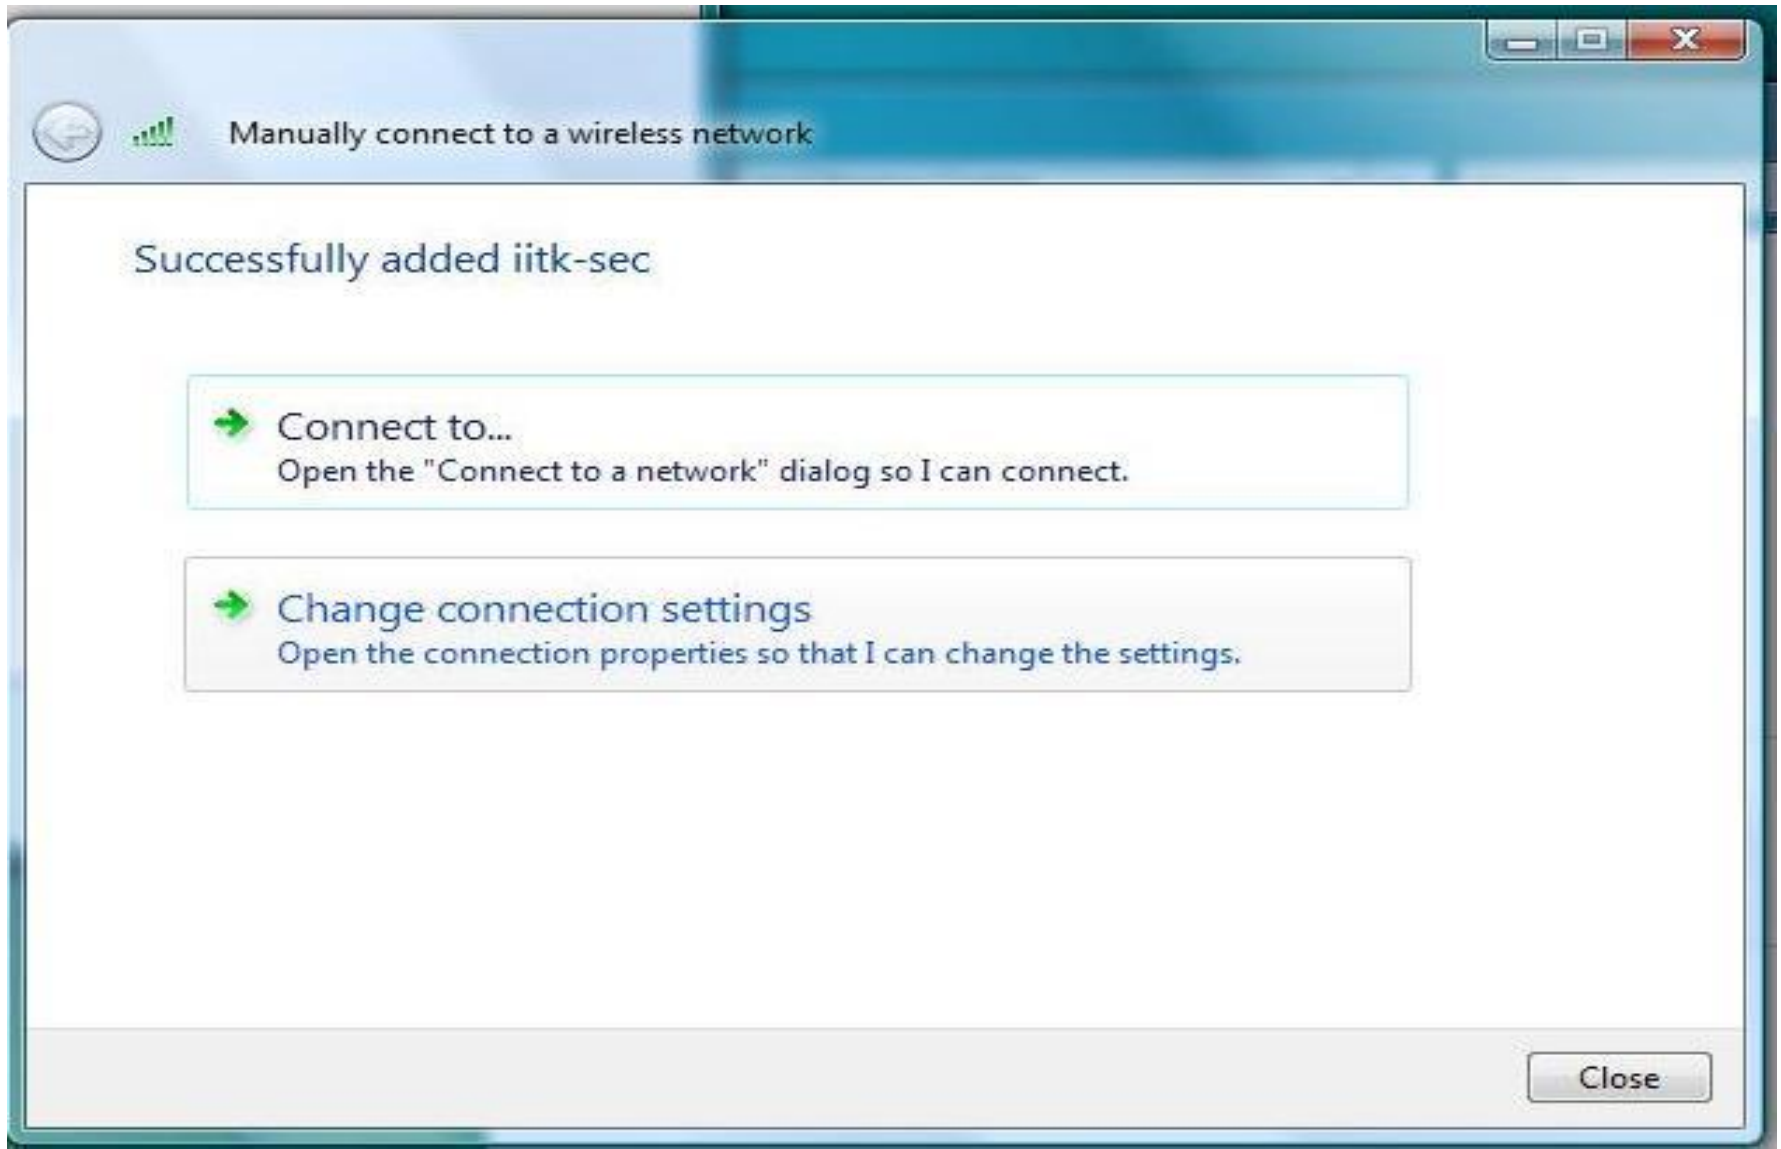 Manually connect to a wireless network
Successfully added iitk-sec
Connect to...
Open the "Connect to a network" dialog so I can connect.
Change connection settings
Open the connection properties so that I can change the settings.
Close